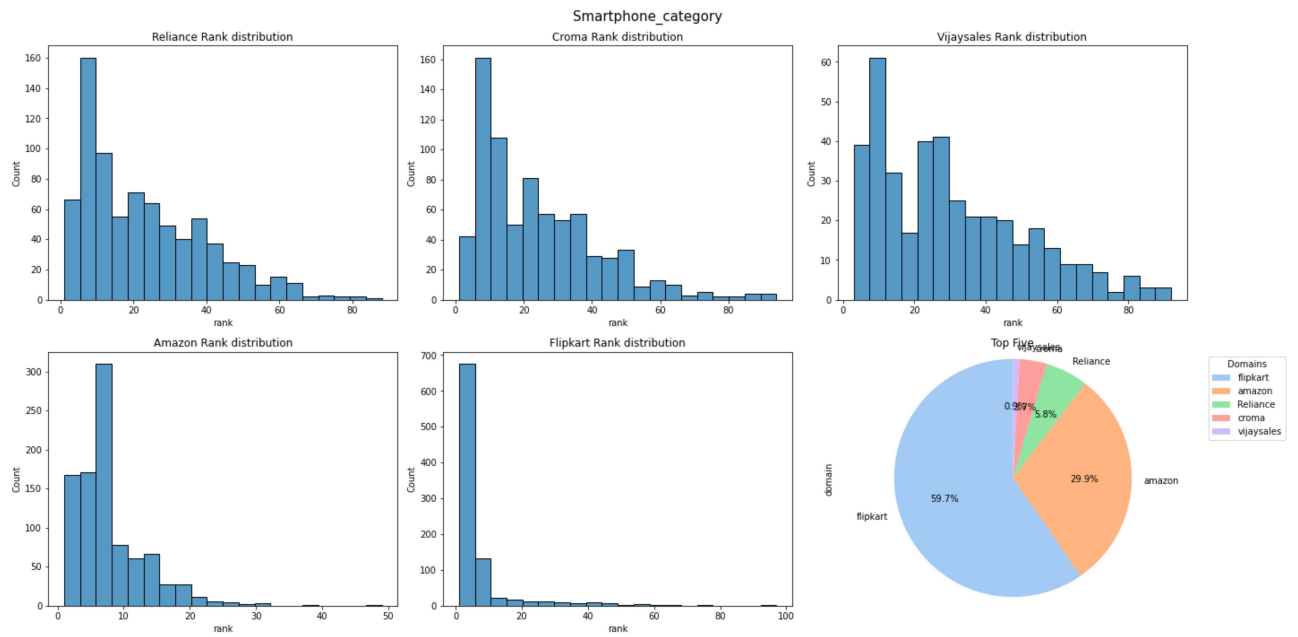 Smartphone_category
Reliance Rank distribution
Count
160
140
120
100
80
60
40
20
0
0 20 40 60 80
rank
Croma Rank distribution
Count
160
140
120
100
80
60
40
20
0
0 20 40 60 80
rank
Vijaysales Rank distribution
Count
60
50
40
30
20
10
0
0 20 40 60 80
rank
Amazon Rank distribution
Count
300
250
200
150
100
50
0
0 10 20 30 40 50
rank
Flipkart Rank distribution
Count
700
600
500
400
300
200
100
0
0 20 40 60 80 100
rank
Top Five
vijaysales
croma
Reliance
amazon
flipkart
domain
0.9%
5.8%
29.9%
59.7%
Domains
flipkart
amazon
Reliance
croma
vijaysales